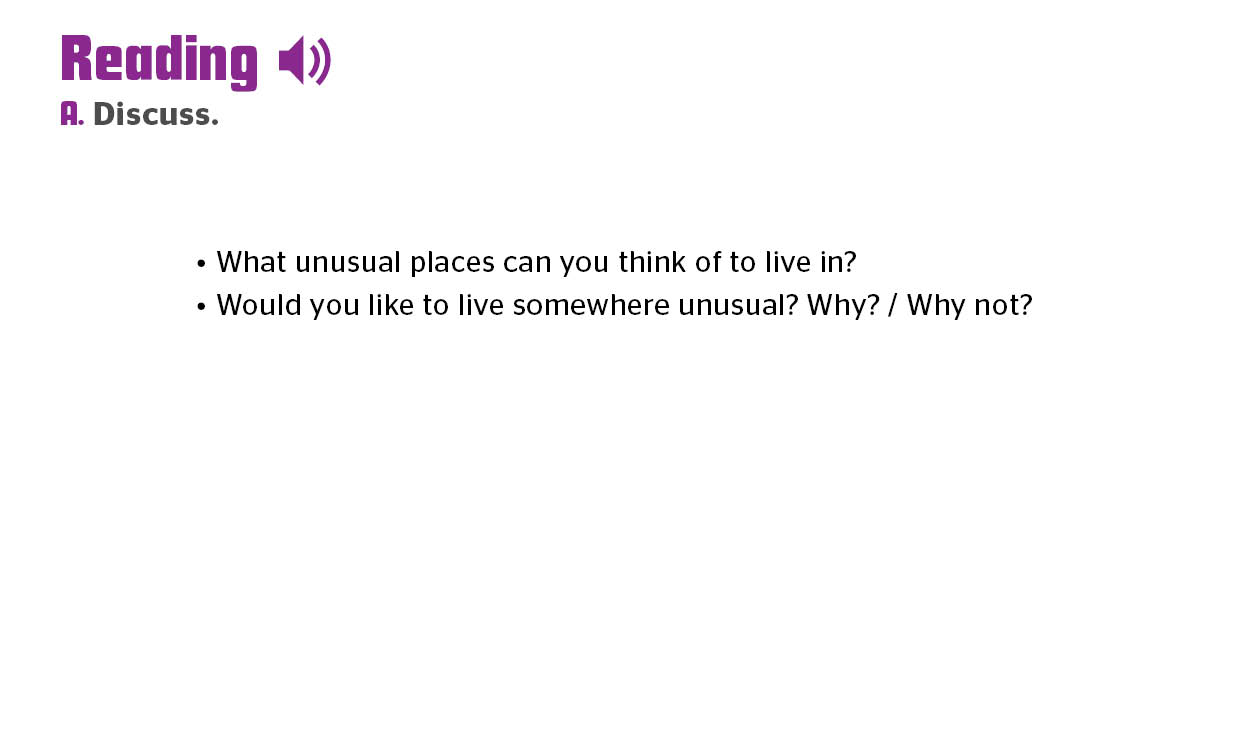 Reading
A. Discuss.
• What unusual places can you think of to live in?
• Would you like to live somewhere unusual? Why? / Why not?